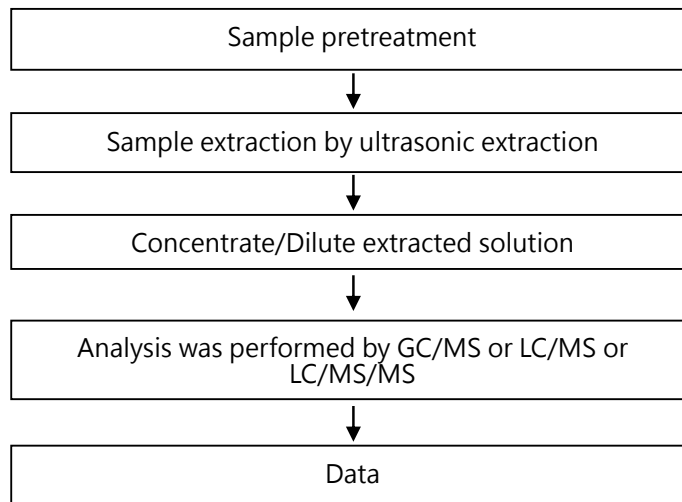 Sample pretreatment
Sample extraction by ultrasonic extraction
Concentrate/Dilute extracted solution
Analysis was performed by GC/MS or LC/MS or
LC/MS/MS
Data